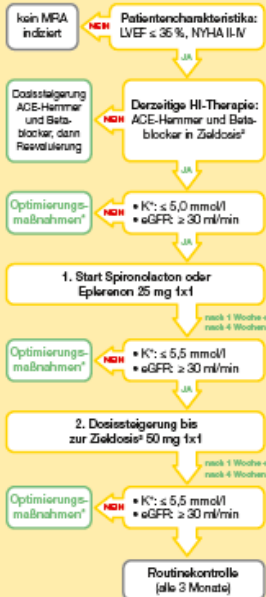 kein MRA
indiziert
NEIN
Patientencharakteristika:
LVEF ≤ 35 %, NYHA II-IV
JA
Dosissteigerung
ACE-Hemmer
und Beta-
blocker, dann
Reevaluierung
NEIN
Derzeitige HI-Therapie:
ACE-Hemmer und Beta-
blocker in Zieldosis²
JA
Optimierungs-
maßnahmen*
NEIN
• K⁺: ≤ 5,0 mmol/l
• eGFR: ≥ 30 ml/min
JA
1. Start Spironolacton oder
Eplerenon 25 mg 1x1
nach 1 Woche
nach 4 Wochen
Optimierungs-
maßnahmen*
NEIN
• K⁺: ≤ 5,5 mmol/l
• eGFR: ≥ 30 ml/min
JA
2. Dosissteigerung bis
zur Zieldosis² 50 mg 1x1
nach 1 Woche
nach 4 Wochen
Optimierungs-
maßnahmen*
NEIN
• K⁺: ≤ 5,5 mmol/l
• eGFR: ≥ 30 ml/min
Routinekontrolle
(alle 3 Monate)